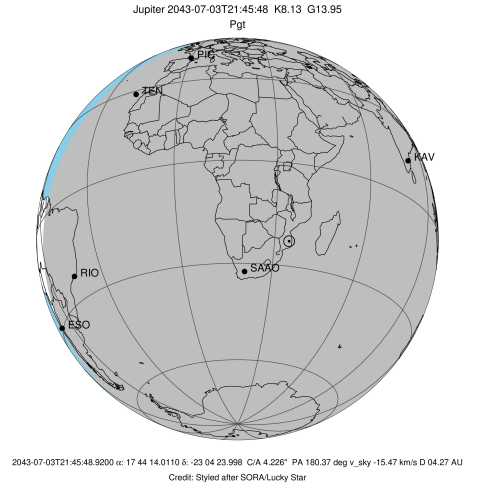 Jupiter 2043-07-03T21:45:48 K8.13 G13.95
Pgt
PIC
TEN
KAV
SAAO
RIO
ESO
2043-07-03T21:45:48.9200 α: 17 44 14.0110 δ: -23 04 23.998 C/A 4.226" PA 180.37 deg v_sky -15.47 km/s D 04.27 AU
Credit: Styled after SORA/Lucky Star